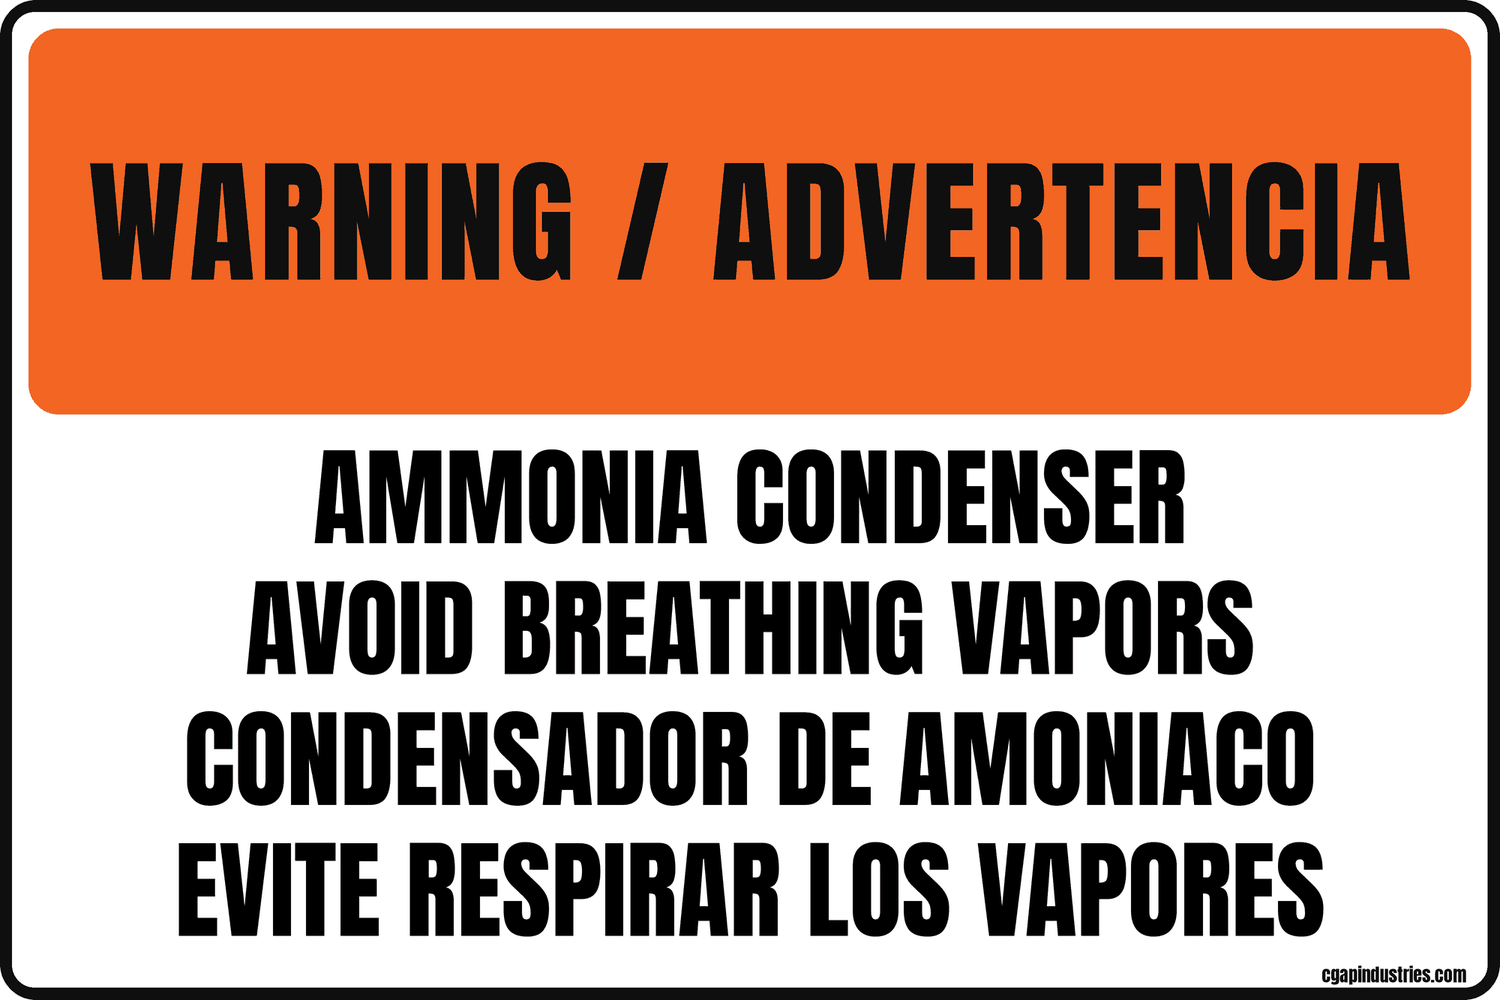 WARNING / ADVERTENCIA
AMMONIA CONDENSER
AVOID BREATHING VAPORS
CONDENSADOR DE AMONIACO
EVITE RESPIRAR LOS VAPORES
cgapindustries.com